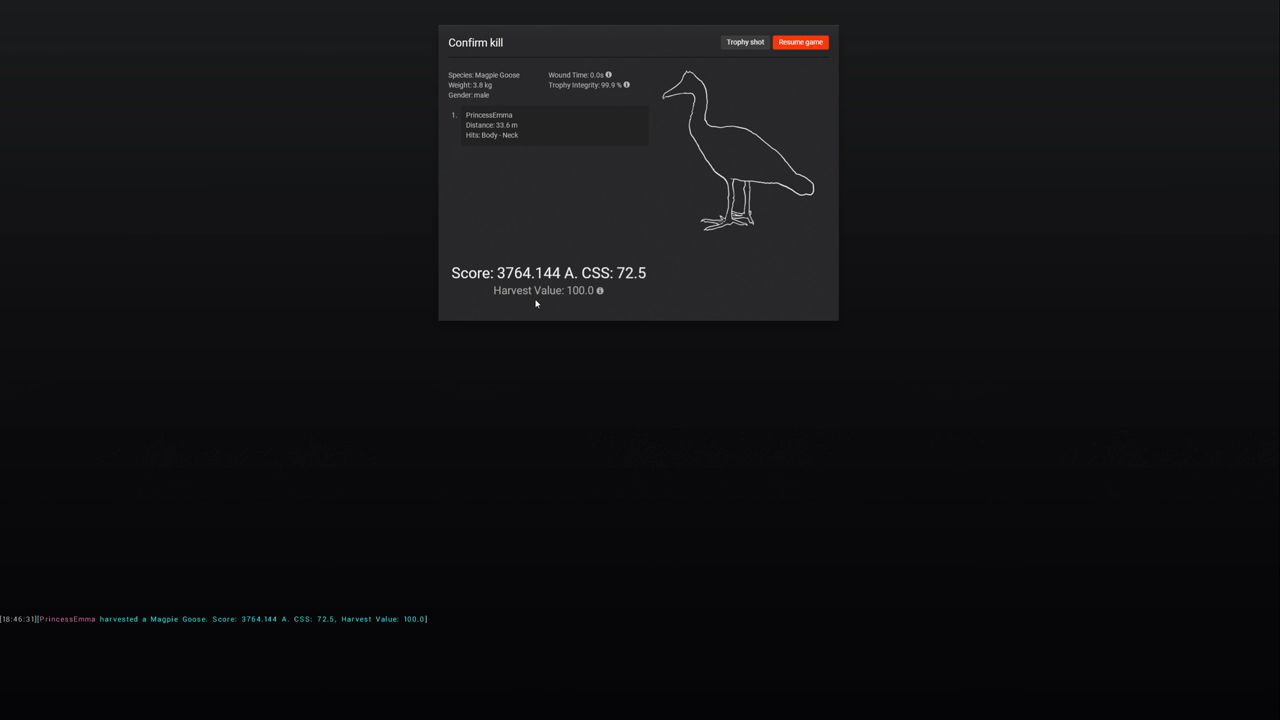 Confirm kill
Trophy shot
Resume game
Species: Magpie Goose
Weight: 3.8 kg
Gender: male
Wound Time: 0.0s
Trophy Integrity: 99.9 %
1.
PrincessEmma
Distance: 33.6 m
Hits: Body - Neck
Score: 3764.144 A. CSS: 72.5
Harvest Value: 100.0
[18:46:31][PrincessEmma harvested a Magpie Goose. Score: 3764.144 A. CSS: 72.5, Harvest Value: 100.0]